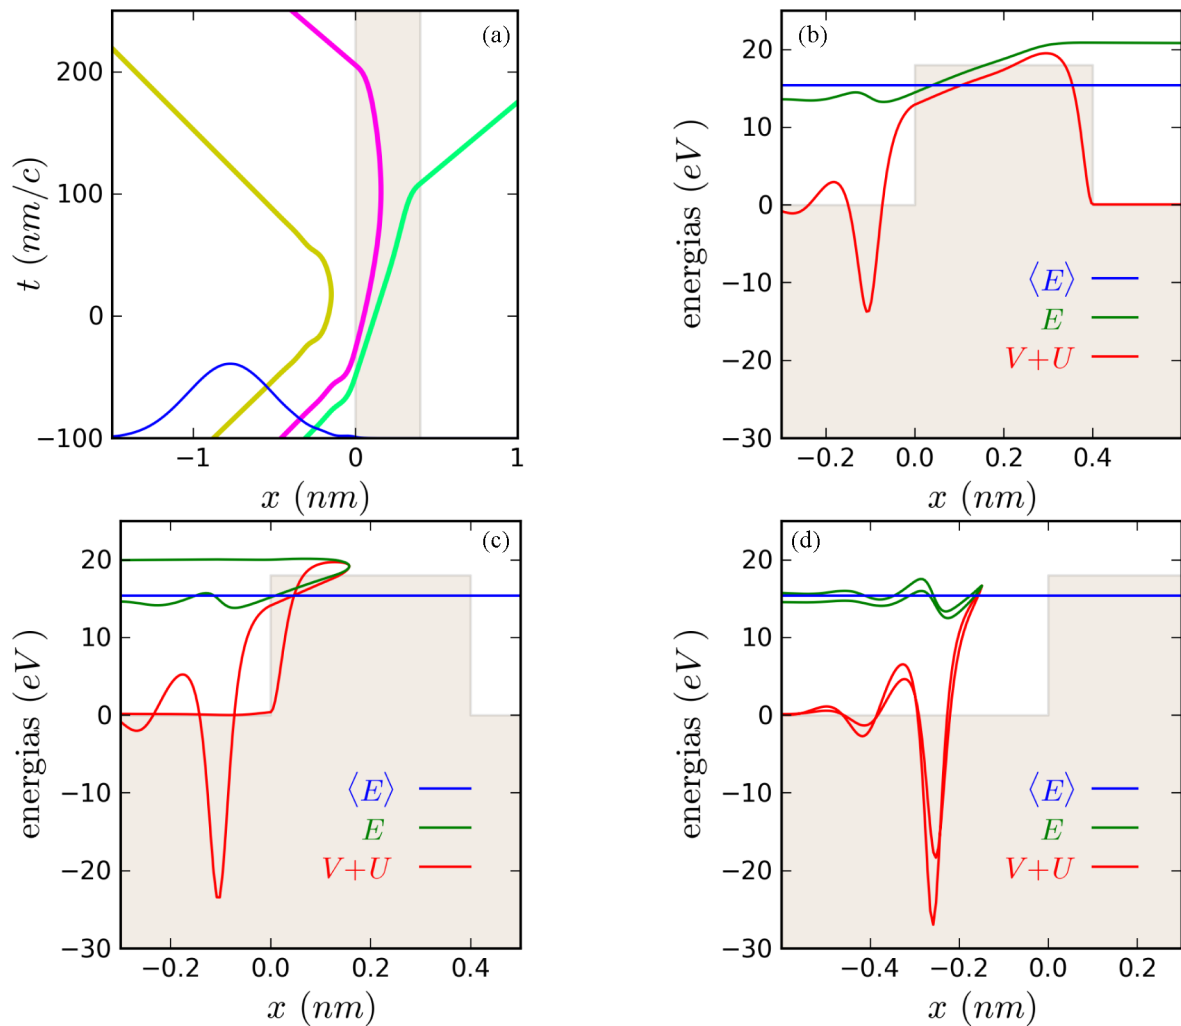 (a)
200
100
0
−100
t (nm/c)
−1
0
1
x (nm)
(b)
20
10
0
−10
−20
−30
energias (eV)
⟨E⟩
E
V+U
−0.2
0.0
0.2
0.4
x (nm)
(c)
20
10
0
−10
−20
−30
energias (eV)
⟨E⟩
E
V+U
−0.2
0.0
0.2
0.4
x (nm)
(d)
20
10
0
−10
−20
−30
energias (eV)
⟨E⟩
E
V+U
−0.4
−0.2
0.0
0.2
x (nm)